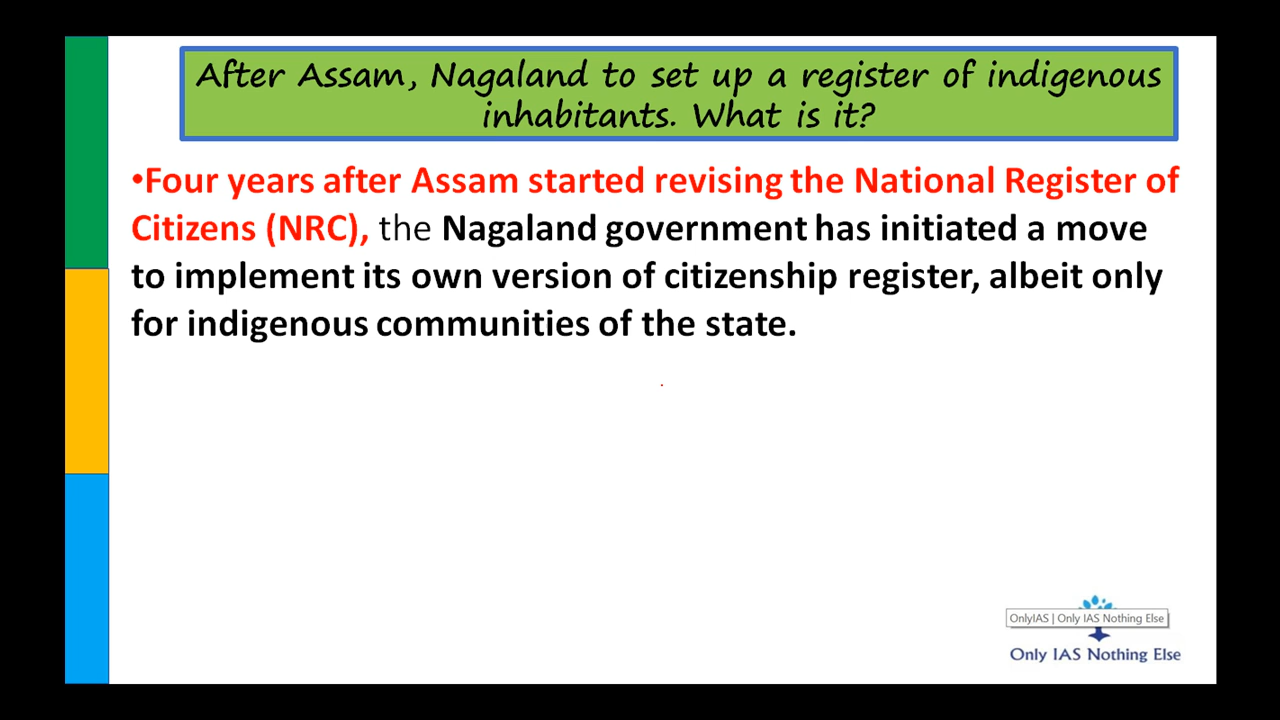 After Assam, Nagaland to set up a register of indigenous
inhabitants. What is it?
•Four years after Assam started revising the National Register of
Citizens (NRC), the Nagaland government has initiated a move
to implement its own version of citizenship register, albeit only
for indigenous communities of the state.
OnlyIAS | Only IAS Nothing Else
Only IAS Nothing Else